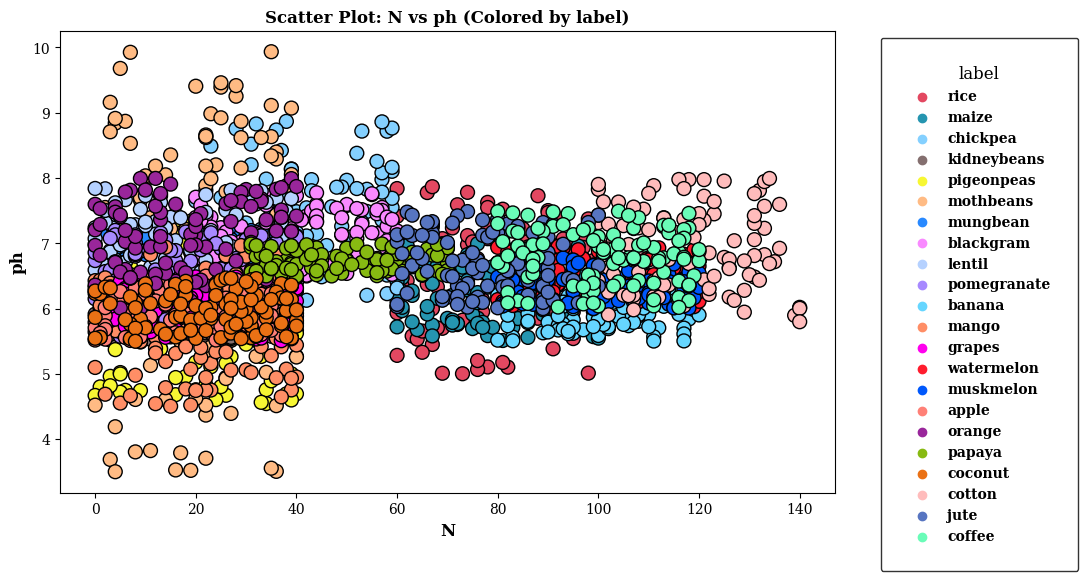 Scatter Plot: N vs ph (Colored by label)
10
9
8
7
6
5
4
ph
0 20 40 60 80 100 120 140
N
label
rice
maize
chickpea
kidneybeans
pigeonpeas
mothbeans
mungbean
blackgram
lentil
pomegranate
banana
mango
grapes
watermelon
muskmelon
apple
orange
papaya
coconut
cotton
jute
coffee